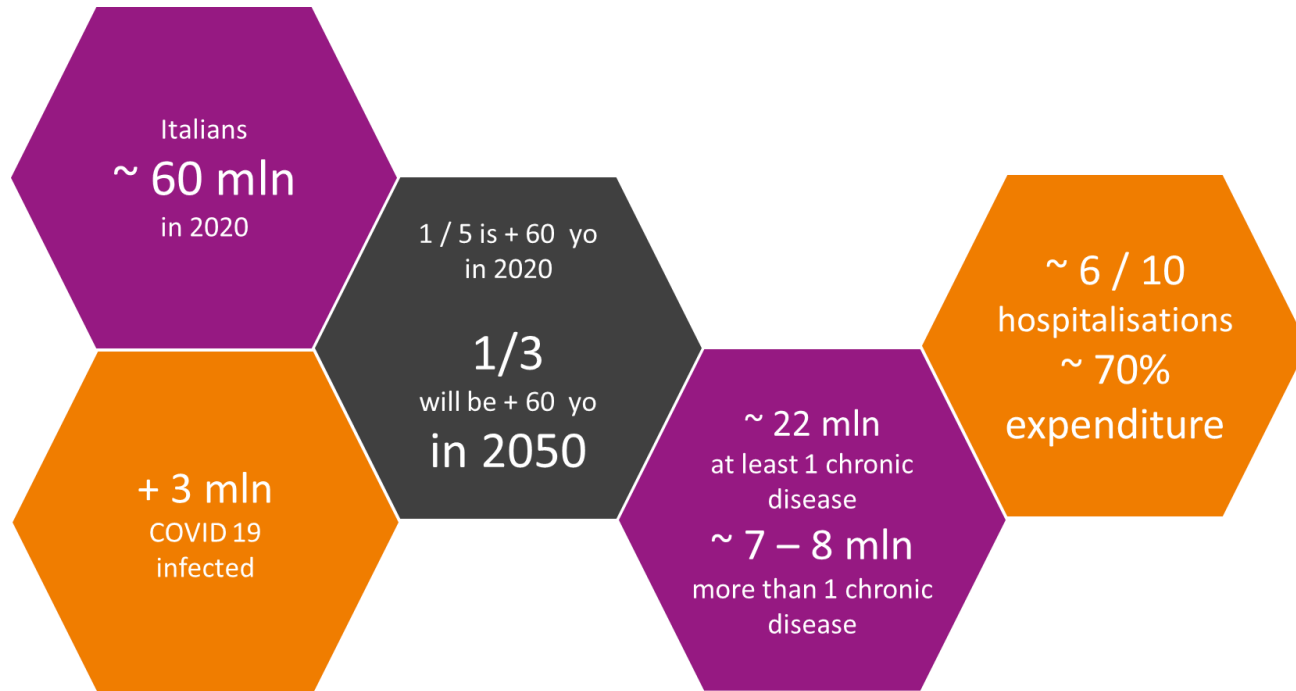 Italians
~ 60 mln
in 2020
+ 3 mln
COVID 19
infected
1 / 5 is + 60 yo
in 2020
1/3
will be + 60 yo
in 2050
~ 22 mln
at least 1 chronic
disease
~ 7 – 8 mln
more than 1 chronic
disease
~ 6 / 10
hospitalisations
~ 70%
expenditure